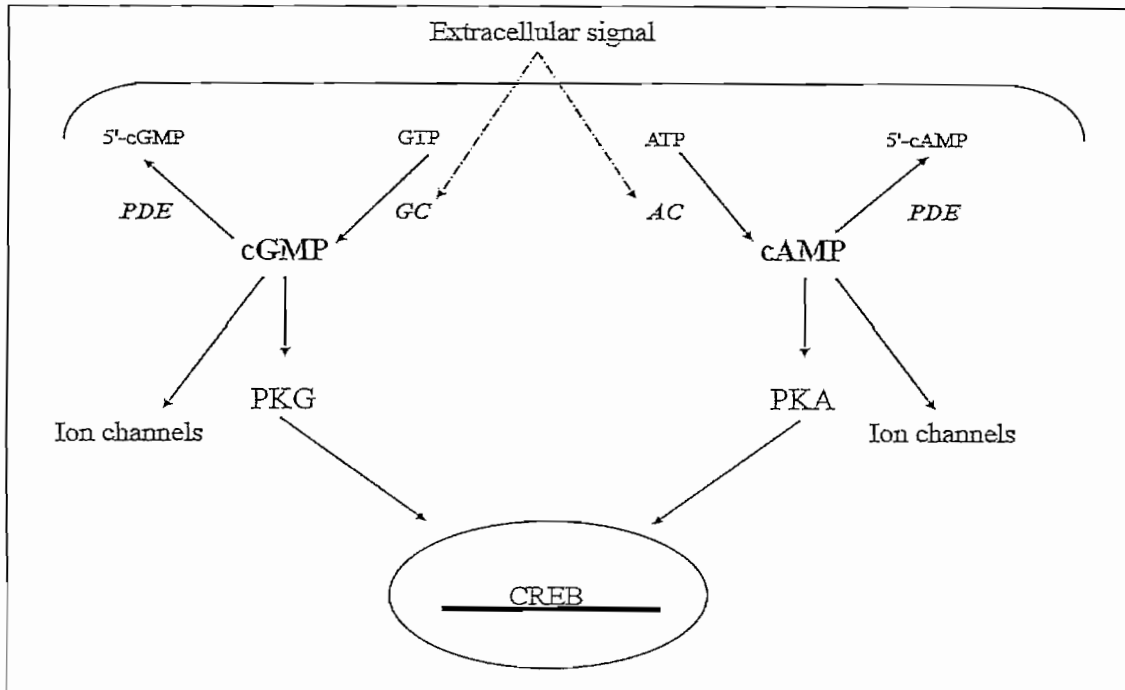 Extracellular signal
5'-cGMP GTP ATP 5'-cAMP
PDE GC AC PDE
cGMP cAMP
PKG PKA
Ion channels Ion channels
CREB